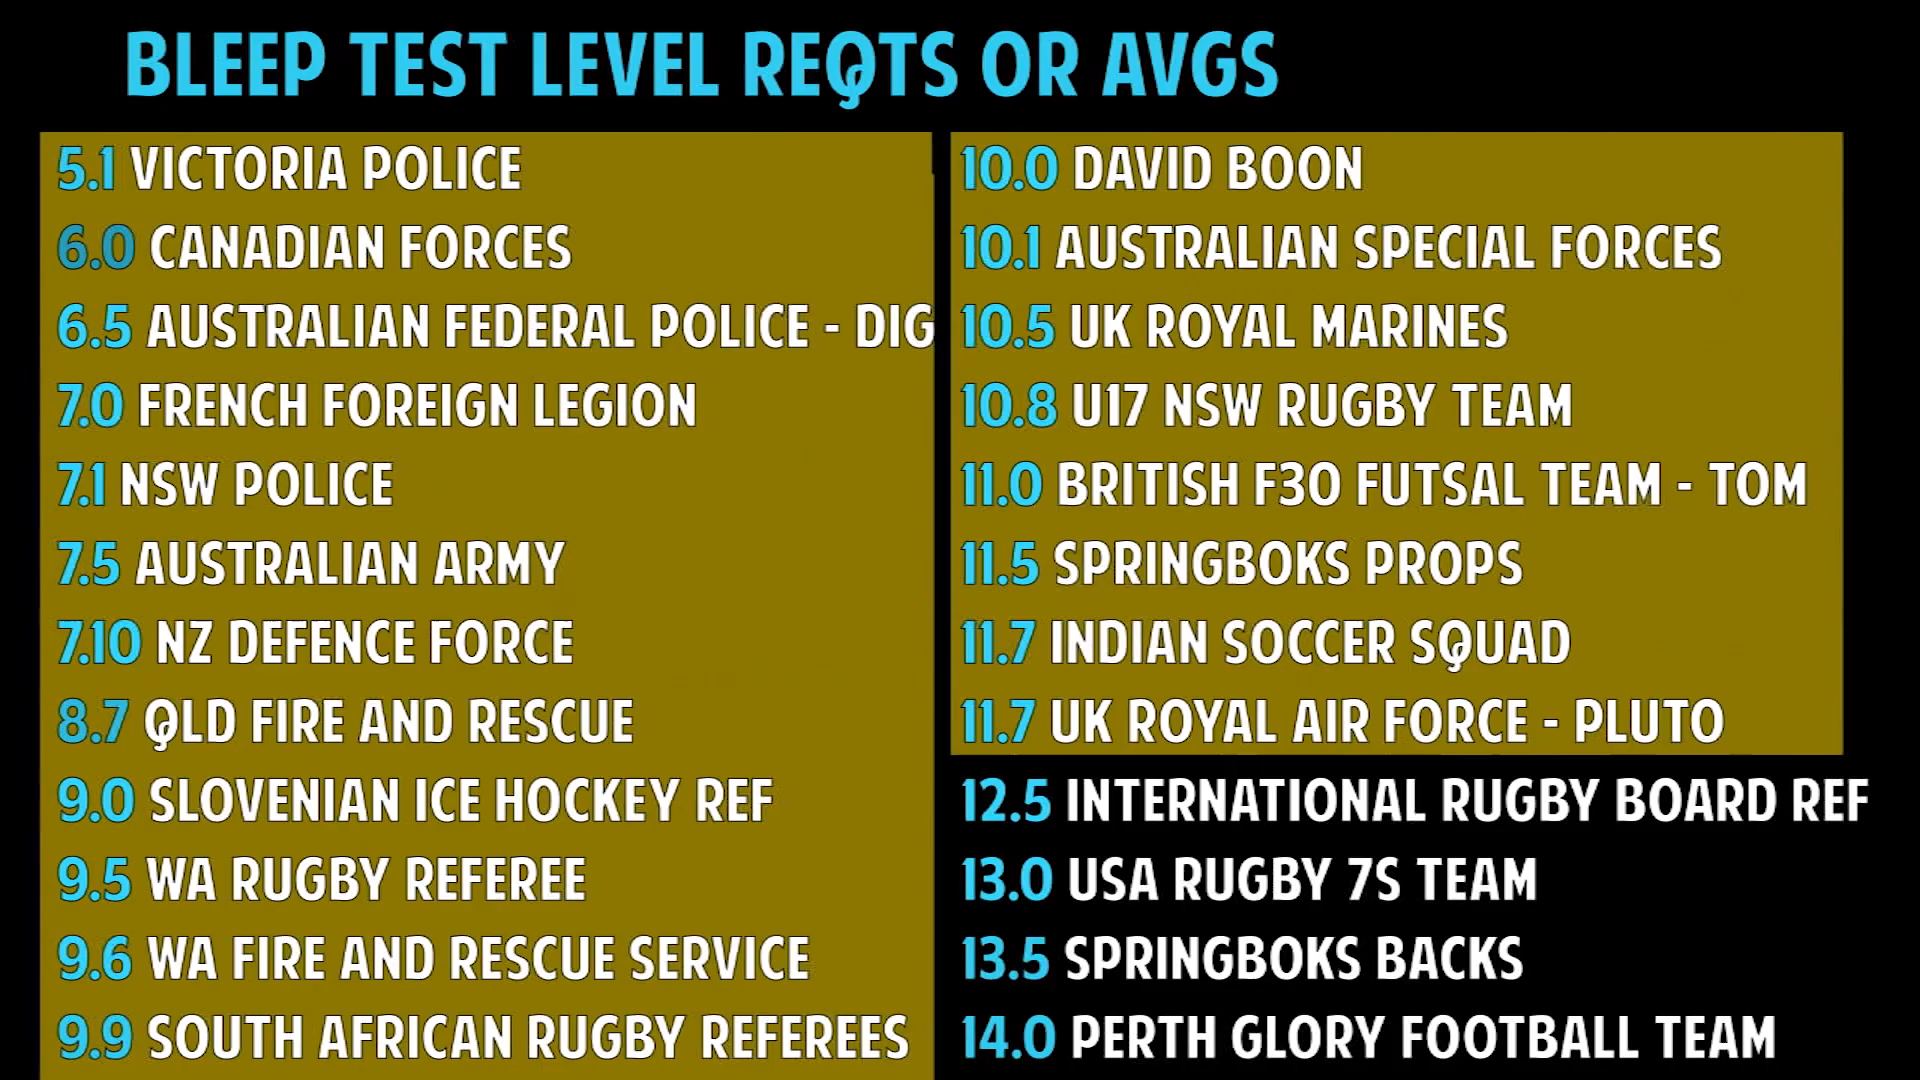 BLEEP TEST LEVEL REQTS OR AVGS
5.1 VICTORIA POLICE
6.0 CANADIAN FORCES
6.5 AUSTRALIAN FEDERAL POLICE - DIG
7.0 FRENCH FOREIGN LEGION
7.1 NSW POLICE
7.5 AUSTRALIAN ARMY
7.10 NZ DEFENCE FORCE
8.7 QLD FIRE AND RESCUE
9.0 SLOVENIAN ICE HOCKEY REF
9.5 WA RUGBY REFEREE
9.6 WA FIRE AND RESCUE SERVICE
9.9 SOUTH AFRICAN RUGBY REFEREES
10.0 DAVID BOON
10.1 AUSTRALIAN SPECIAL FORCES
10.5 UK ROYAL MARINES
10.8 U17 NSW RUGBY TEAM
11.0 BRITISH F30 FUTSAL TEAM - TOM
11.5 SPRINGBOKS PROPS
11.7 INDIAN SOCCER SQUAD
11.7 UK ROYAL AIR FORCE - PLUTO
12.5 INTERNATIONAL RUGBY BOARD REF
13.0 USA RUGBY 7S TEAM
13.5 SPRINGBOKS BACKS
14.0 PERTH GLORY FOOTBALL TEAM